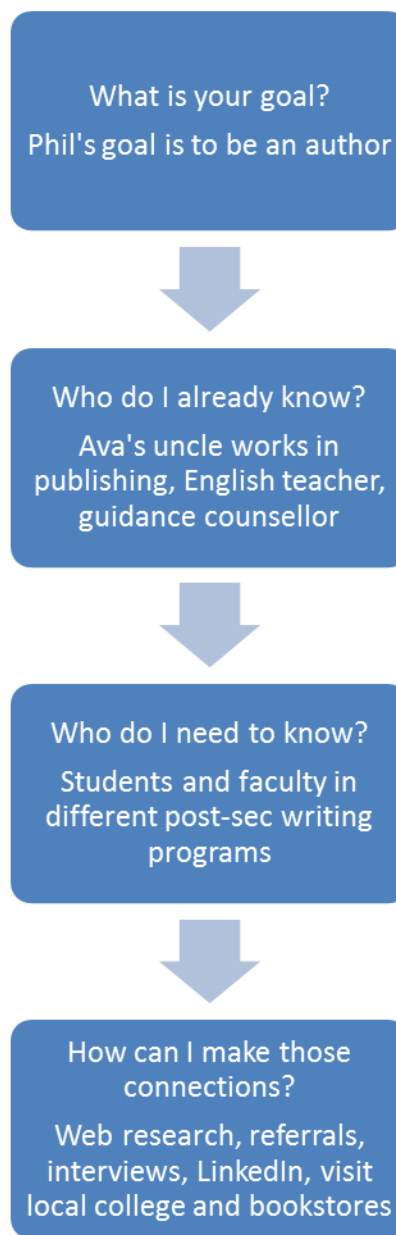 What is your goal?
Phil's goal is to be an author
Who do I already know?
Ava's uncle works in
publishing, English teacher,
guidance counsellor
Who do I need to know?
Students and faculty in
different post-sec writing
programs
How can I make those
connections?
Web research, referrals,
interviews, LinkedIn, visit
local college and bookstores